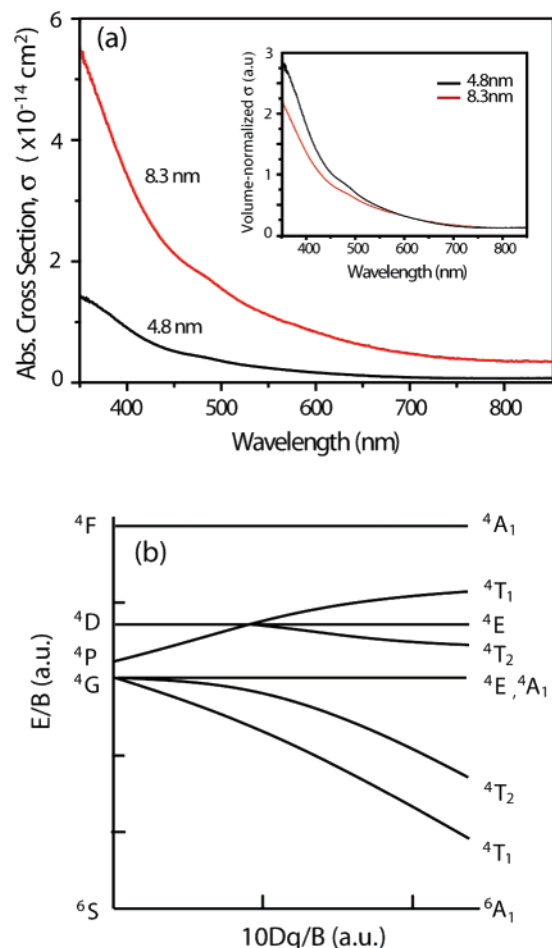 (a)
Abs. Cross Section, σ ( x10⁻¹⁴ cm²)
6
4
2
0
8.3 nm
4.8 nm
400 500 600 700 800
Wavelength (nm)
Volume-normalized σ (a.u)
3
2
1
0
4.8nm
8.3nm
400 500 600 700 800
Wavelength (nm)
(b)
E/B (a.u.)
⁴F
⁴D
⁴P
⁴G
⁶S
⁴A₁
⁴T₁
⁴E
⁴T₂
⁴E ,⁴A₁
⁴T₂
⁴T₁
⁶A₁
10Dq/B (a.u.)